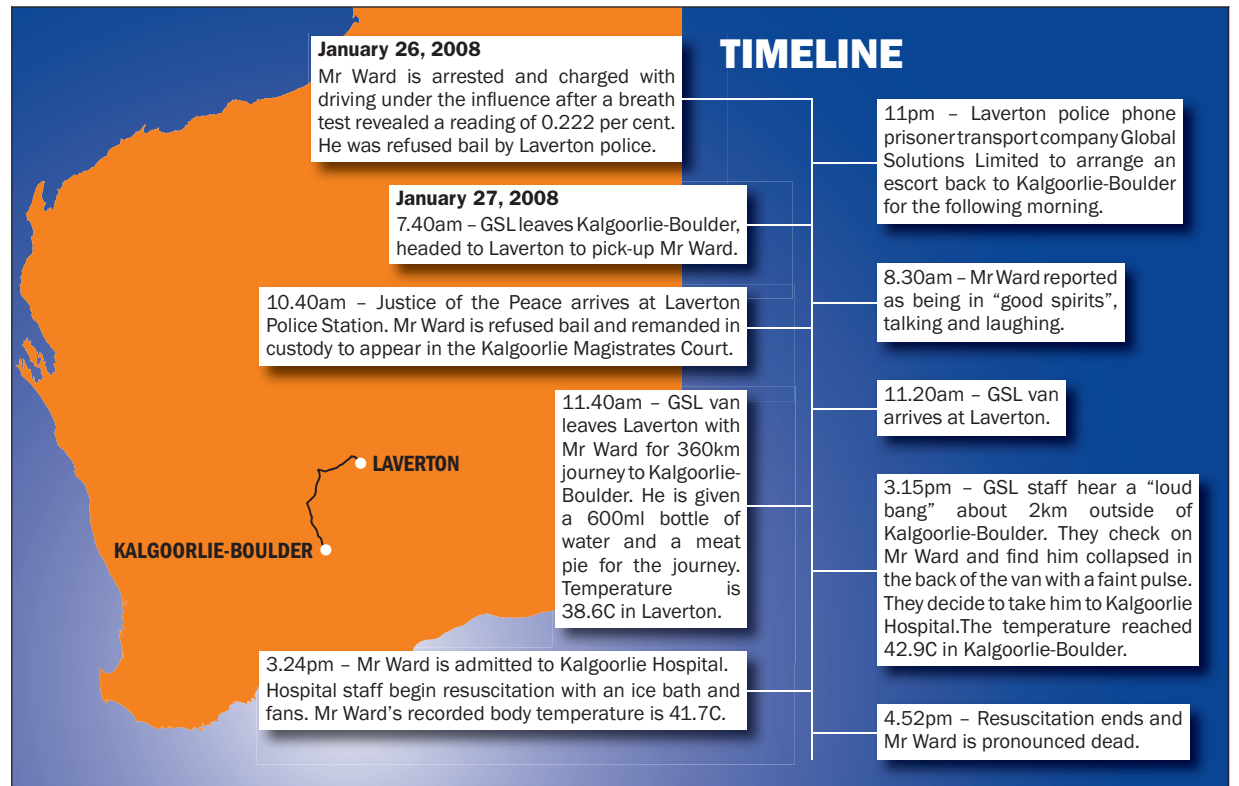 TIMELINE
January 26, 2008
Mr Ward is arrested and charged with
driving under the influence after a breath
test revealed a reading of 0.222 per cent.
He was refused bail by Laverton police.
11pm – Laverton police phone
prisoner transport company Global
Solutions Limited to arrange an
escort back to Kalgoorlie-Boulder
for the following morning.
January 27, 2008
7.40am – GSL leaves Kalgoorlie-Boulder,
headed to Laverton to pick-up Mr Ward.
8.30am – Mr Ward reported
as being in “good spirits”,
talking and laughing.
10.40am – Justice of the Peace arrives at Laverton
Police Station. Mr Ward is refused bail and remanded in
custody to appear in the Kalgoorlie Magistrates Court.
11.20am – GSL van
arrives at Laverton.
11.40am – GSL van
leaves Laverton with
Mr Ward for 360km
journey to Kalgoorlie-
Boulder. He is given
a 600ml bottle of
water and a meat
pie for the journey.
Temperature is
38.6C in Laverton.
3.15pm – GSL staff hear a “loud
bang” about 2km outside of
Kalgoorlie-Boulder. They check on
Mr Ward and find him collapsed in
the back of the van with a faint pulse.
They decide to take him to Kalgoorlie
Hospital.The temperature reached
42.9C in Kalgoorlie-Boulder.
3.24pm – Mr Ward is admitted to Kalgoorlie Hospital.
Hospital staff begin resuscitation with an ice bath and
fans. Mr Ward’s recorded body temperature is 41.7C.
4.52pm – Resuscitation ends and
Mr Ward is pronounced dead.
LAVERTON
KALGOORLIE-BOULDER